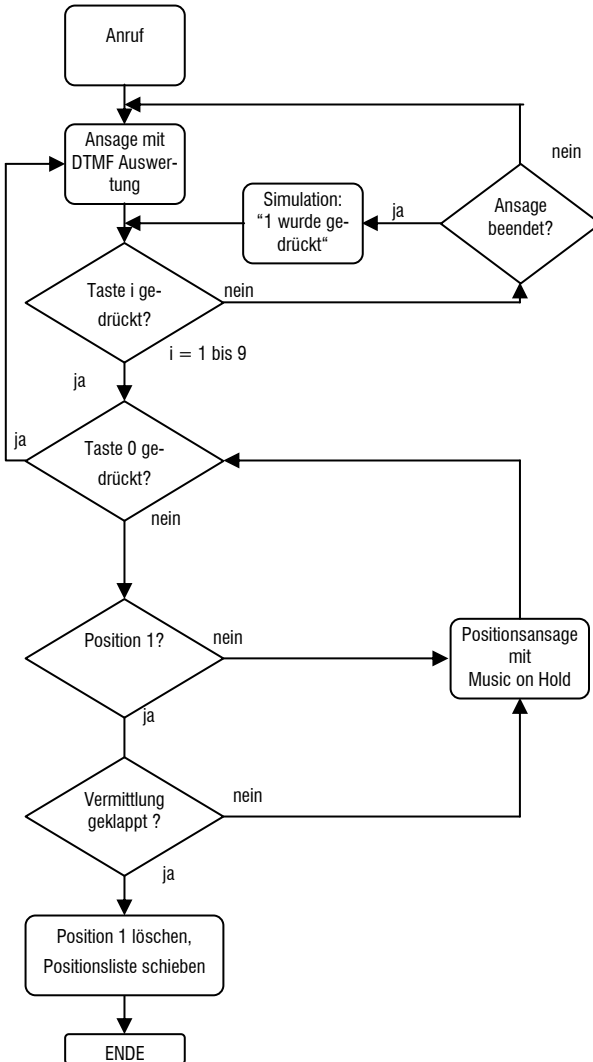 Anruf
Ansage mit
DTMF Auswer-
tung
nein
Simulation:
"1 wurde ge-
drückt“
ja
Ansage
beendet?
Taste i ge-
drückt?
nein
i = 1 bis 9
ja
ja
Taste 0 ge-
drückt?
nein
Position 1?
nein
Positionsansage
mit
Music on Hold
ja
Vermittlung
geklappt ?
nein
ja
Position 1 löschen,
Positionsliste schieben
ENDE